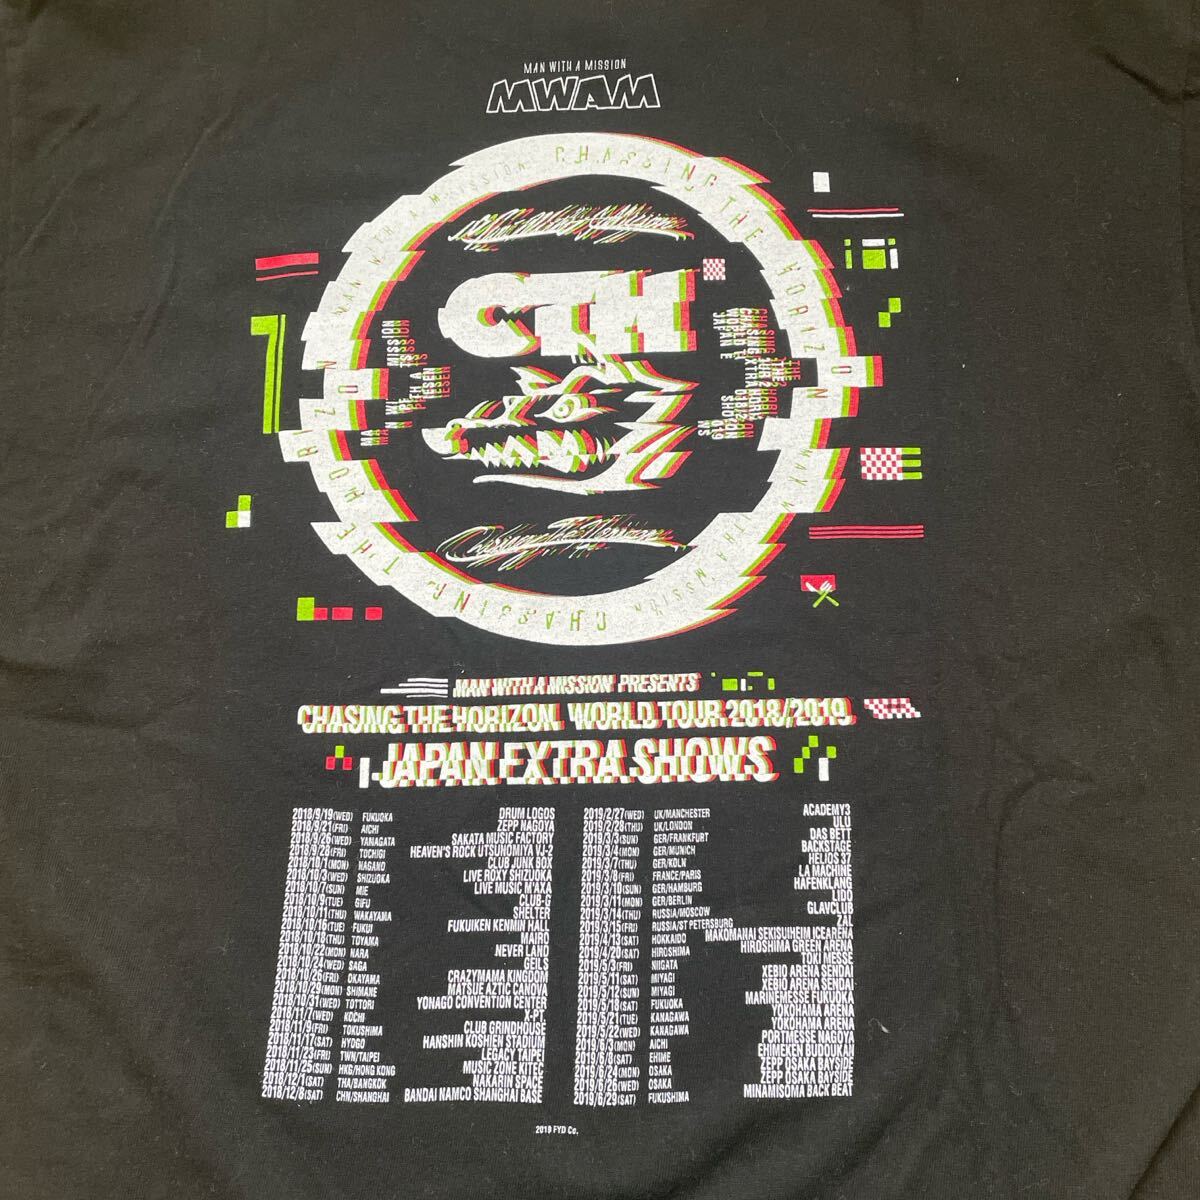 MAN WITH A MISSION
MWAM
MAN WITH A MISSION CHASING THE HORIZON
MAN WITH A MISSION CHASING THE HORIZON
CTH
Chasing The Horizon
MAN WITH A MISSION PRESENTS
CHASING THE HORIZON WORLD TOUR 2018/2019
JAPAN EXTRA SHOWS
2018/9/19(WED) FUKUOKA DRUM LOGOS
2018/9/21(FRI) AICHI ZEPP NAGOYA
2018/9/26(WED) YANAGATA SAKATA MUSIC FACTORY
2018/9/28(FRI) TOCHIGI HEAVEN'S ROCK UTSUNOMIYA VJ-2
2018/10/1(MON) NAGANO CLUB JUNK BOX
2018/10/3(WED) SHIZUOKA LIVE ROXY SHIZUOKA
2018/10/7(SUN) MIE LIVE MUSIC M'AXA
2018/10/9(TUE) GIFU CLUB-G
2018/10/11(THU) WAKAYAMA SHELTER
2018/10/16(TUE) FUKUI FUKUIKEN KENMIN HALL
2018/10/18(THU) TOYAMA MAIRO
2018/10/22(MON) NARA NEVER LAND
2018/10/24(WED) SAGA GEILS
2018/10/26(FRI) OKAYAMA CRAZYMAMA KINGDOM
2018/10/29(MON) SHIMANE MATSUE AZTIC CANOVA
2018/10/31(WED) TOTTORI YONAGO CONVENTION CENTER
2018/11/7(WED) KOCHI X-PT
2018/11/9(FRI) TOKUSHIMA CLUB GRINDHOUSE
2018/11/17(SAT) HYOGO HANSHIN KOSHIEN STADIUM
2018/11/23(FRI) TWN/TAIPEI LEGACY TAIPEI
2018/11/25(SUN) HKG/HONG KONG MUSIC ZONE KITEC
2018/12/1(SAT) THA/BANGKOK NAKARIN SPACE
2018/12/8(SAT) CHN/SHANGHAI BANDAI NAMCO SHANGHAI BASE
2019/2/27(WED) UK/MANCHESTER ACADEMY3
2019/2/28(THU) UK/LONDON ULU
2019/3/3(SUN) GER/FRANKFURT DAS BETT
2019/3/4(MON) GER/MUNICH BACKSTAGE
2019/3/7(THU) GER/KOLN HELIOS 37
2019/3/8(FRI) FRANCE/PARIS LA MACHINE
2019/3/10(SUN) GER/HAMBURG HAFENKLANG
2019/3/11(MON) GER/BERLIN LIDO
2019/3/14(THU) RUSSIA/MOSCOW GLAVCLUB
2019/3/15(FRI) RUSSIA/ST PETERSBURG ZAL
2019/4/13(SAT) HOKKAIDO MAKOMANAI SEKISUIHEIM ICEARENA
2019/4/20(SAT) HIROSHIMA HIROSHIMA GREEN ARENA
2019/5/3(FRI) NIIGATA TOKI MESSE
2019/5/11(SAT) MIYAGI XEBIO ARENA SENDAI
2019/5/12(SUN) MIYAGI XEBIO ARENA SENDAI
2019/5/18(SAT) FUKUOKA MARINEMESSE FUKUOKA
2019/5/21(TUE) KANAGAWA YOKOHAMA ARENA
2019/5/22(WED) KANAGAWA YOKOHAMA ARENA
2019/6/3(MON) AICHI PORTMESSE NAGOYA
2019/6/8(SAT) EHIME EHIMEKEN BUDOUKAN
2019/6/24(MON) OSAKA ZEPP OSAKA BAYSIDE
2019/6/26(WED) OSAKA ZEPP OSAKA BAYSIDE
2019/6/29(SAT) FUKUSHIMA MINAMISOMA BACK BEAT
2019 FYD Co.